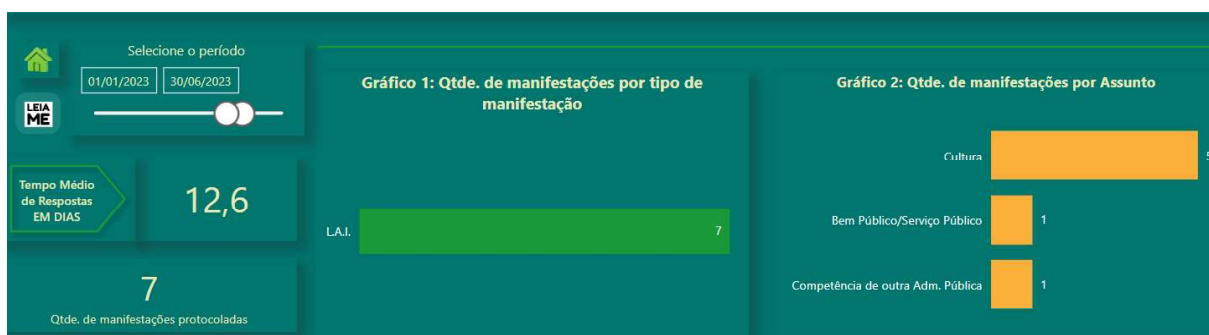 Selecione o período
01/01/2023 30/06/2023
LEIA
ME
Tempo Médio
de Respostas
EM DIAS
12,6
7
Qtde. de manifestações protocoladas
Gráfico 1: Qtde. de manifestações por tipo de
manifestação
L.A.I. 7
Gráfico 2: Qtde. de manifestações por Assunto
Cultura 5
Bem Público/Serviço Público 1
Competência de outra Adm. Pública 1